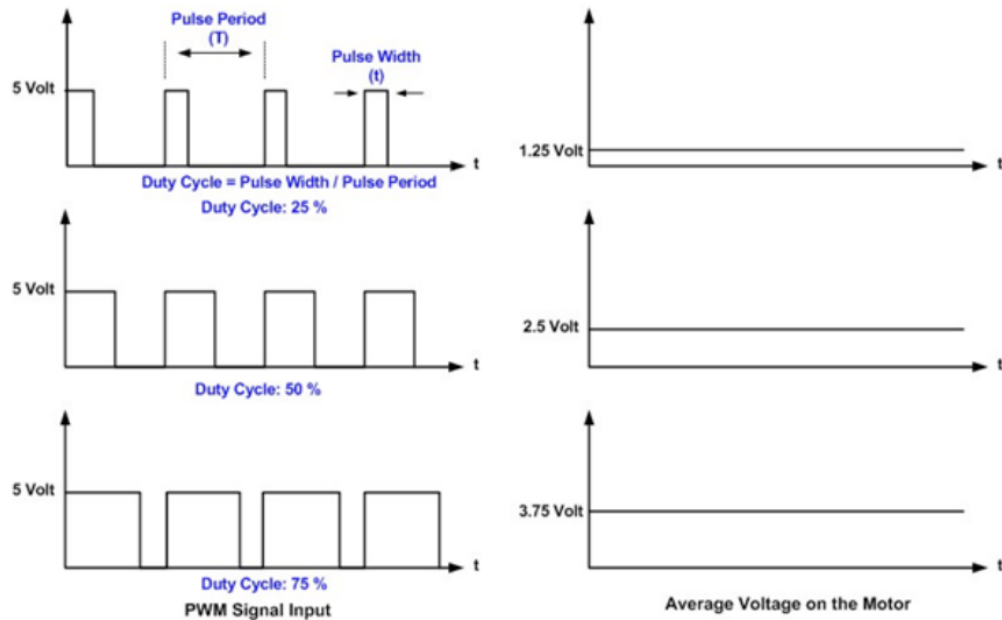 Pulse Period
(T)
Pulse Width
(t)
5 Volt
t
Duty Cycle = Pulse Width / Pulse Period
Duty Cycle: 25 %
1.25 Volt
t
5 Volt
t
Duty Cycle: 50 %
2.5 Volt
t
5 Volt
t
Duty Cycle: 75 %
PWM Signal Input
3.75 Volt
t
Average Voltage on the Motor